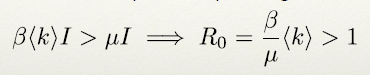 β⟨k⟩I > μI ⟹ R₀ = β/μ ⟨k⟩ > 1